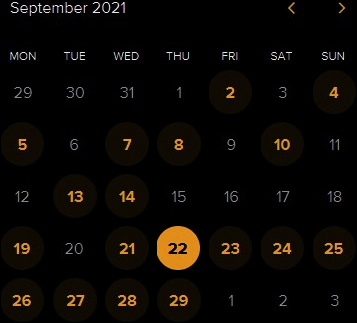 September 2021
MON TUE WED THU FRI SAT SUN
29 30 31 1 2 3 4
5 6 7 8 9 10 11
12 13 14 15 16 17 18
19 20 21 22 23 24 25
26 27 28 29 1 2 3